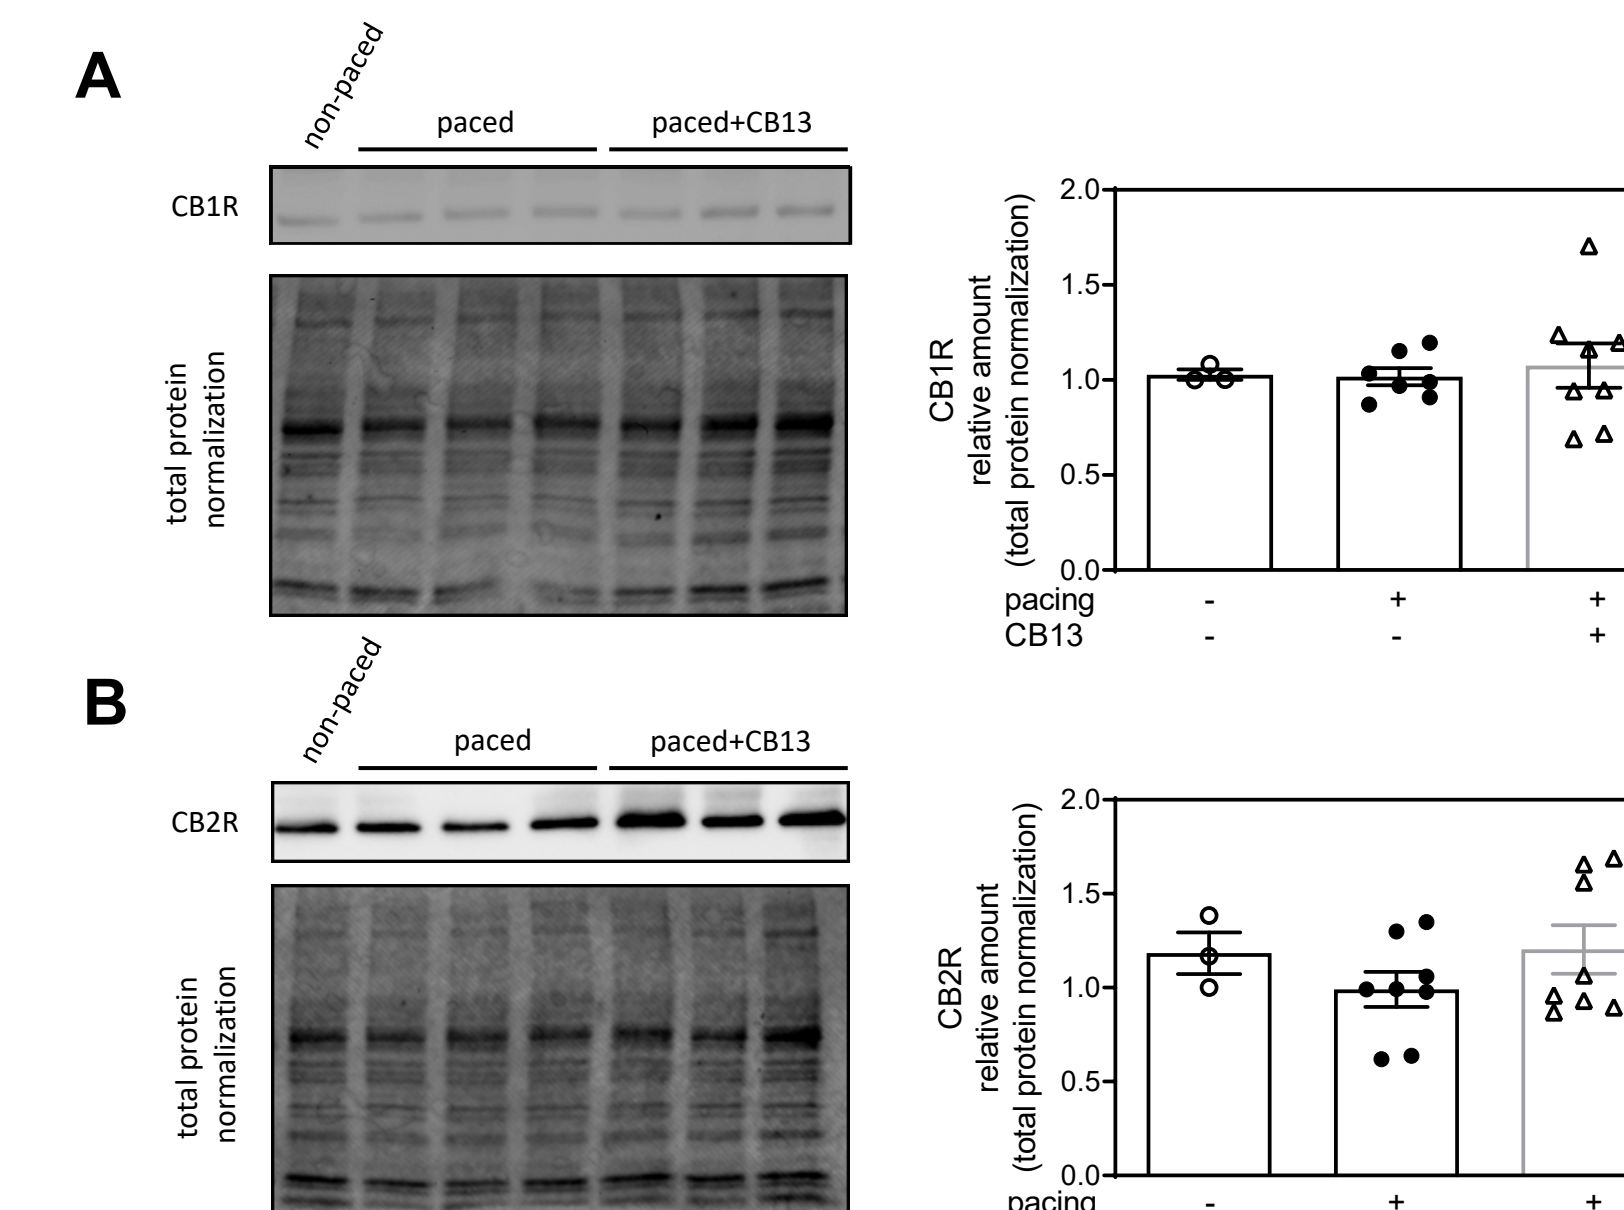 A
non-paced
paced
paced+CB13
CB1R
total protein
normalization
CB1R
relative amount
(total protein normalization)
2.0
1.5
1.0
0.5
0.0
pacing - + +
CB13 - - +
B
non-paced
paced
paced+CB13
CB2R
total protein
normalization
CB2R
relative amount
(total protein normalization)
2.0
1.5
1.0
0.5
0.0
pacing - + +